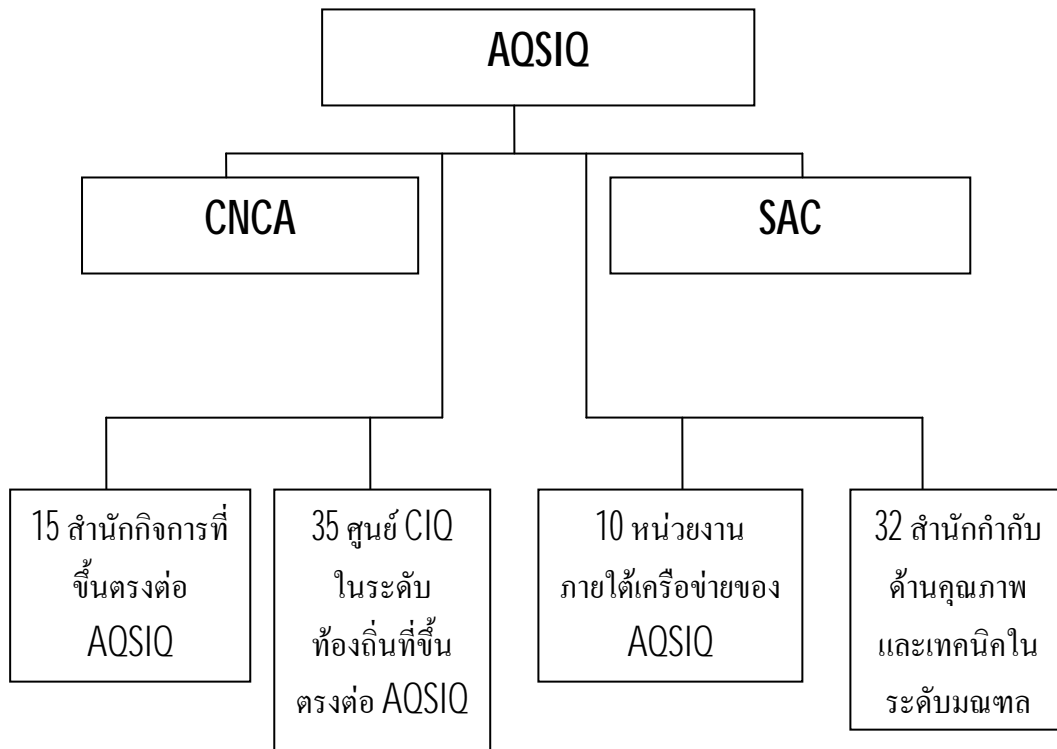 AQSIQ
CNCA
SAC
15 สำนักกิจการที่
ขึ้นตรงต่อ
AQSIQ
35 ศูนย์ CIQ
ในระดับ
ท้องถิ่นที่ขึ้น
ตรงต่อ AQSIQ
10 หน่วยงาน
ภายใต้เครือข่ายของ
AQSIQ
32 สำนักกำกับ
ด้านคุณภาพ
และเทคนิคใน
ระดับมณฑล